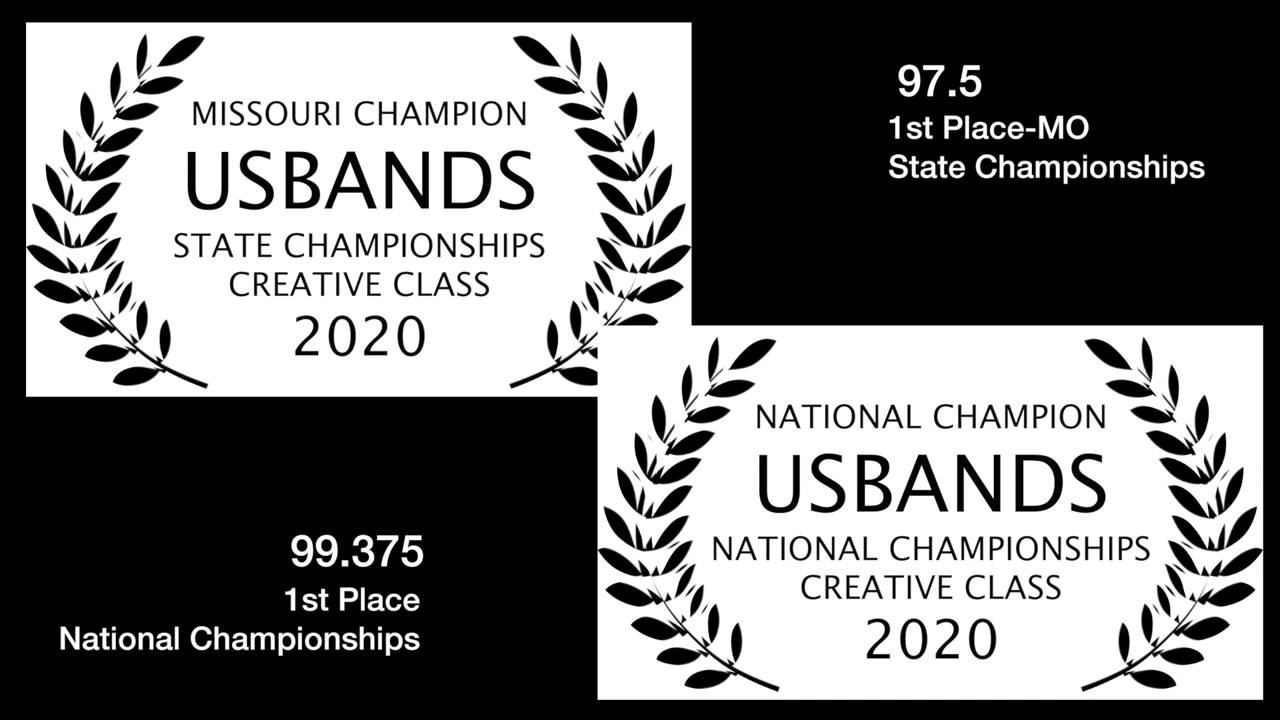 MISSOURI CHAMPION
USBANDS
STATE CHAMPIONSHIPS
CREATIVE CLASS
2020
97.5
1st Place-MO
State Championships
99.375
1st Place
National Championships
NATIONAL CHAMPION
USBANDS
NATIONAL CHAMPIONSHIPS
CREATIVE CLASS
2020